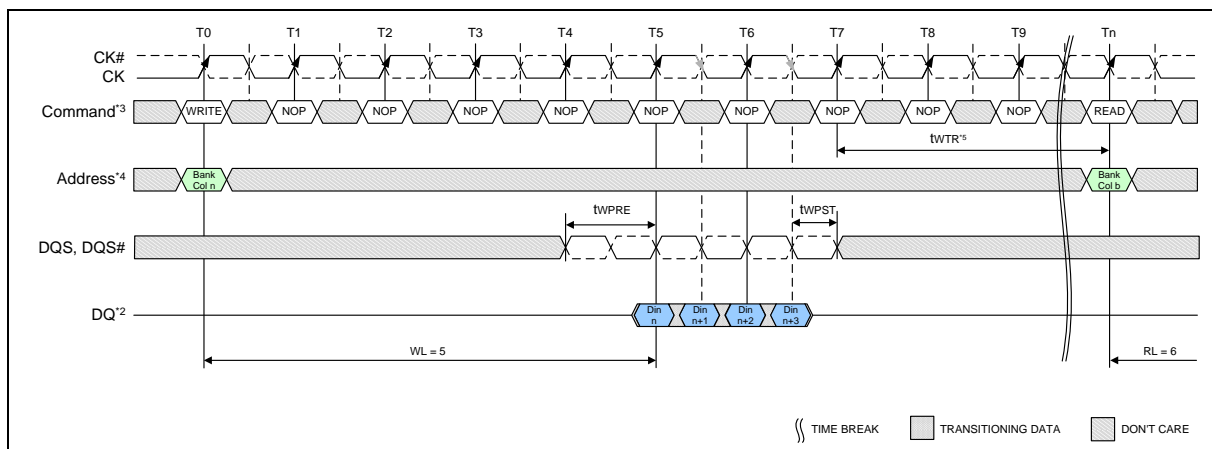 T0 T1 T2 T3 T4 T5 T6 T7 T8 T9 Tn
CK#
CK
Command*3 WRITE NOP NOP NOP NOP NOP NOP NOP NOP NOP READ
tWTR*5
Address*4 Bank Col n Bank Col b
tWPRE tWPST
DQS, DQS#
DQ*2 Din n Din n+1 Din n+2 Din n+3
WL = 5 RL = 6
TIME BREAK TRANSITIONING DATA DON'T CARE